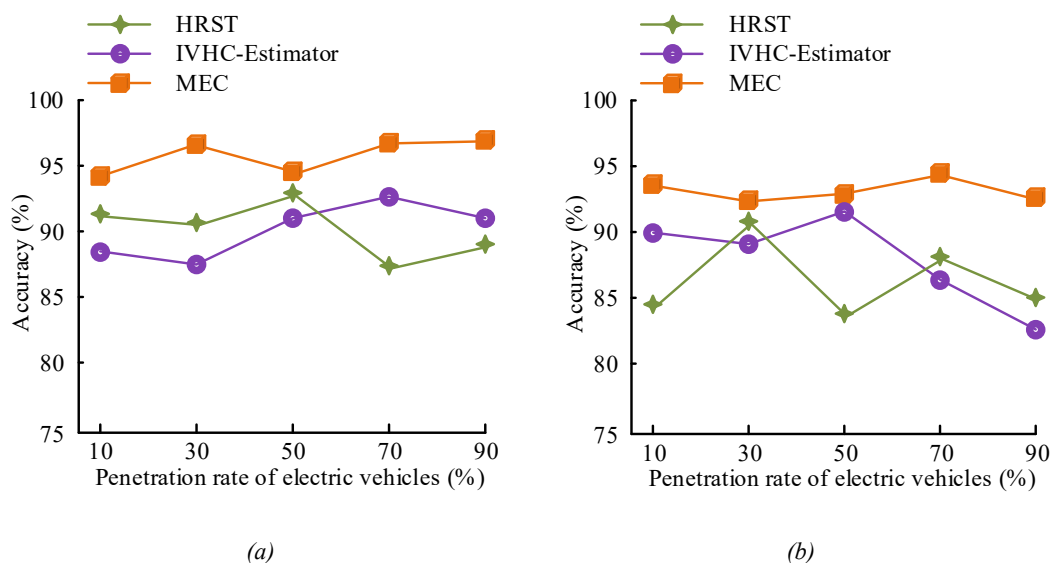 HRST
IVHC-Estimator
MEC
100
95
90
85
80
75
Accuracy (%)
10 30 50 70 90
Penetration rate of electric vehicles (%)
(a)
HRST
IVHC-Estimator
MEC
100
95
90
85
80
75
Accuracy (%)
10 30 50 70 90
Penetration rate of electric vehicles (%)
(b)